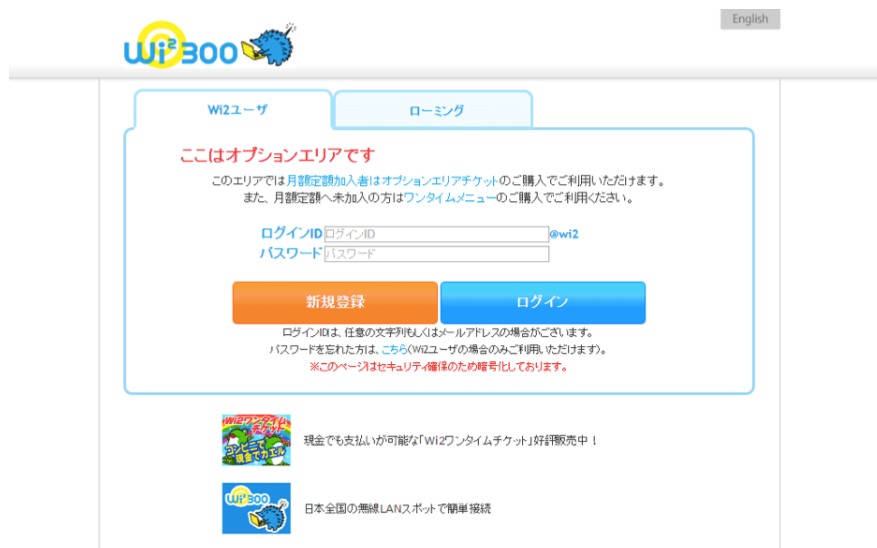 English
Wi2 300
Wi2ユーザ
ローミング
ここはオプションエリアです
このエリアでは月額定額加入者はオプションエリアチケットのご購入でご利用いただけます。
また、月額定額へ未加入の方はワンタイムメニューのご購入でご利用ください。
ログインID ログインID @wi2
パスワード パスワード
新規登録 ログイン
ログインIDは、任意の文字列もしくはメールアドレスの場合がございます。
パスワードを忘れた方は、こちら(Wi2ユーザの場合のみご利用いただけます)。
※このページはセキュリティ確保のため暗号化しております。
Wi2ワンタイム
チケット
コンビニで
現金でカエル
現金でも支払いが可能な「Wi2ワンタイムチケット」好評販売中！
Wi2 300
日本全国の無線LANスポットで簡単接続